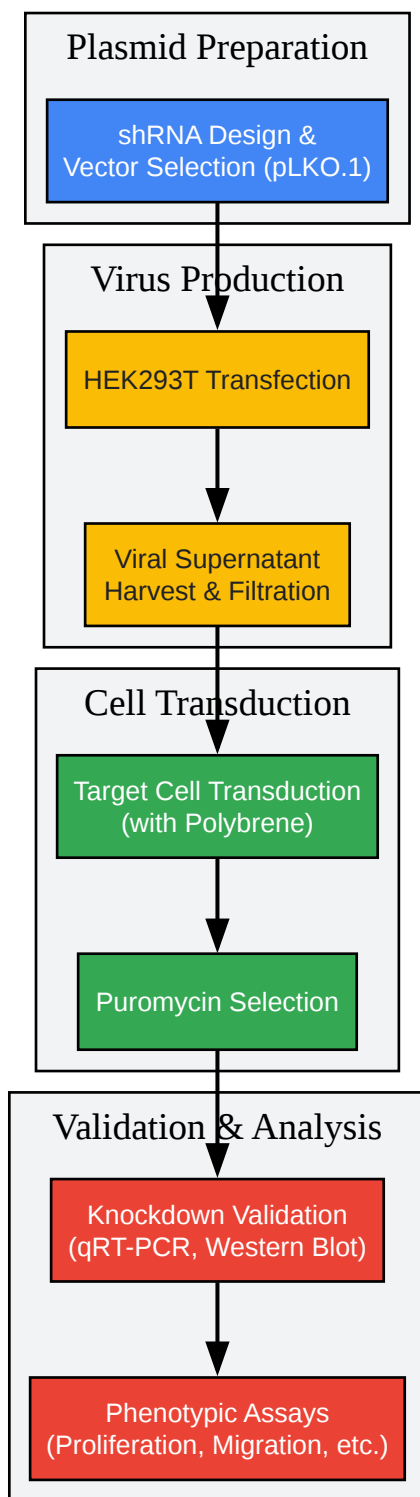 Plasmid Preparation
shRNA Design &
Vector Selection (pLKO.1)
Virus Production
HEK293T Transfection
Viral Supernatant
Harvest & Filtration
Cell Transduction
Target Cell Transduction
(with Polybrene)
Puromycin Selection
Validation & Analysis
Knockdown Validation
(qRT-PCR, Western Blot)
Phenotypic Assays
(Proliferation, Migration, etc.)